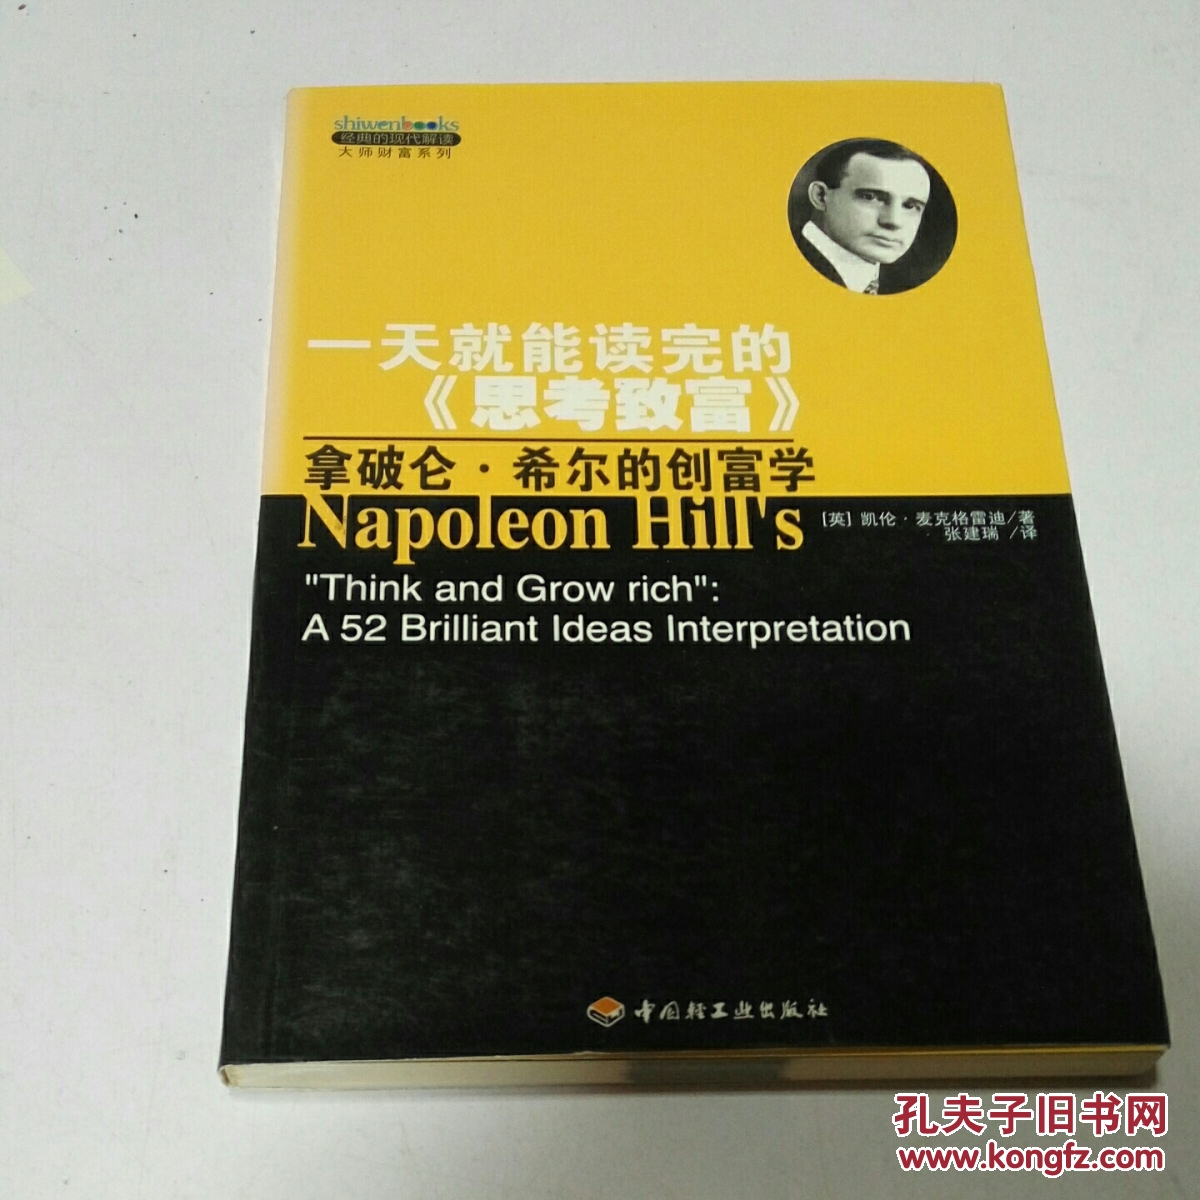 shiwenbooks
经典的现代解读
大师财富系列
一天就能读完的
《思考致富》
拿破仑·希尔的创富学
Napoleon Hill's
[英] 凯伦·麦克格雷迪/著
张建瑞 /译
"Think and Grow rich":
A 52 Brilliant Ideas Interpretation
中国轻工业出版社
孔夫子旧书网
www.kongfz.com